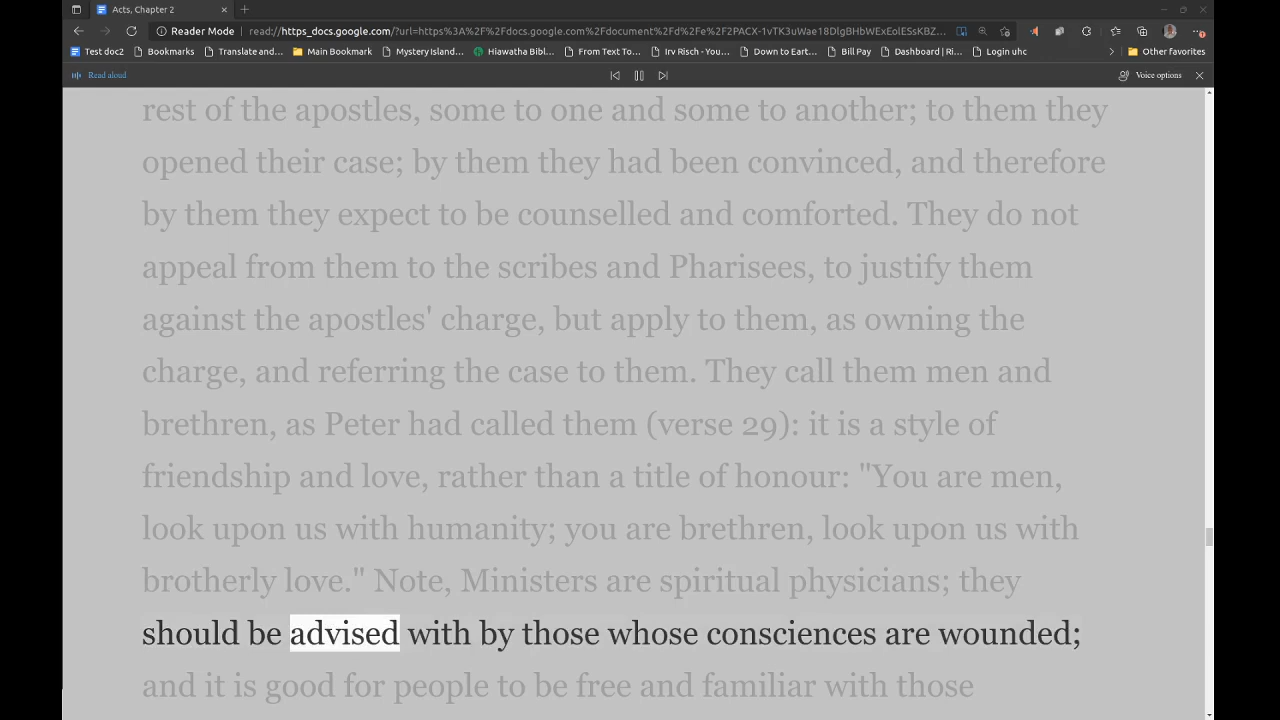 Acts, Chapter 2
Reader Mode read://https_docs.google.com/?url=https%3A%2F%2Fdocs.google.com%2Fdocument%2Fd%2Fe%2F2PACX-1vTK3uWae18DlgBHbWExEolESsKBZ...
Test doc2 Bookmarks Translate and... Main Bookmark Mystery Island... Hiawatha Bibl... From Text To... Irv Risch - You... Down to Eart... Bill Pay Dashboard | Ri... Login uhc Other favorites
Read aloud Voice options
rest of the apostles, some to one and some to another; to them they
opened their case; by them they had been convinced, and therefore
by them they expect to be counselled and comforted. They do not
appeal from them to the scribes and Pharisees, to justify them
against the apostles' charge, but apply to them, as owning the
charge, and referring the case to them. They call them men and
brethren, as Peter had called them (verse 29): it is a style of
friendship and love, rather than a title of honour: "You are men,
look upon us with humanity; you are brethren, look upon us with
brotherly love." Note, Ministers are spiritual physicians; they
should be advised with by those whose consciences are wounded;
and it is good for people to be free and familiar with those